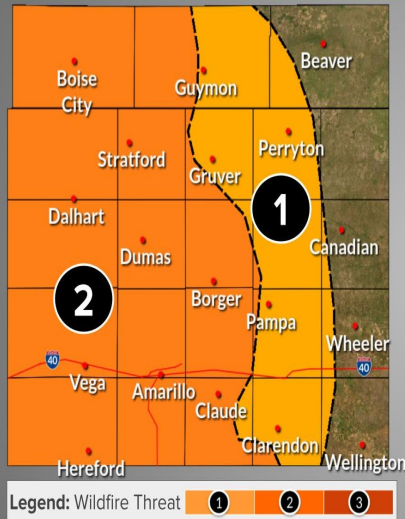 Beaver
Boise
City
Guymon
Stratford
Perryton
Gruver
1
Dalhart
Dumas
Canadian
2
Borger
Pampa
Wheeler
40
40
Vega
Amarillo
Claude
Clarendon
Hereford
Wellington
Legend: Wildfire Threat 1 2 3